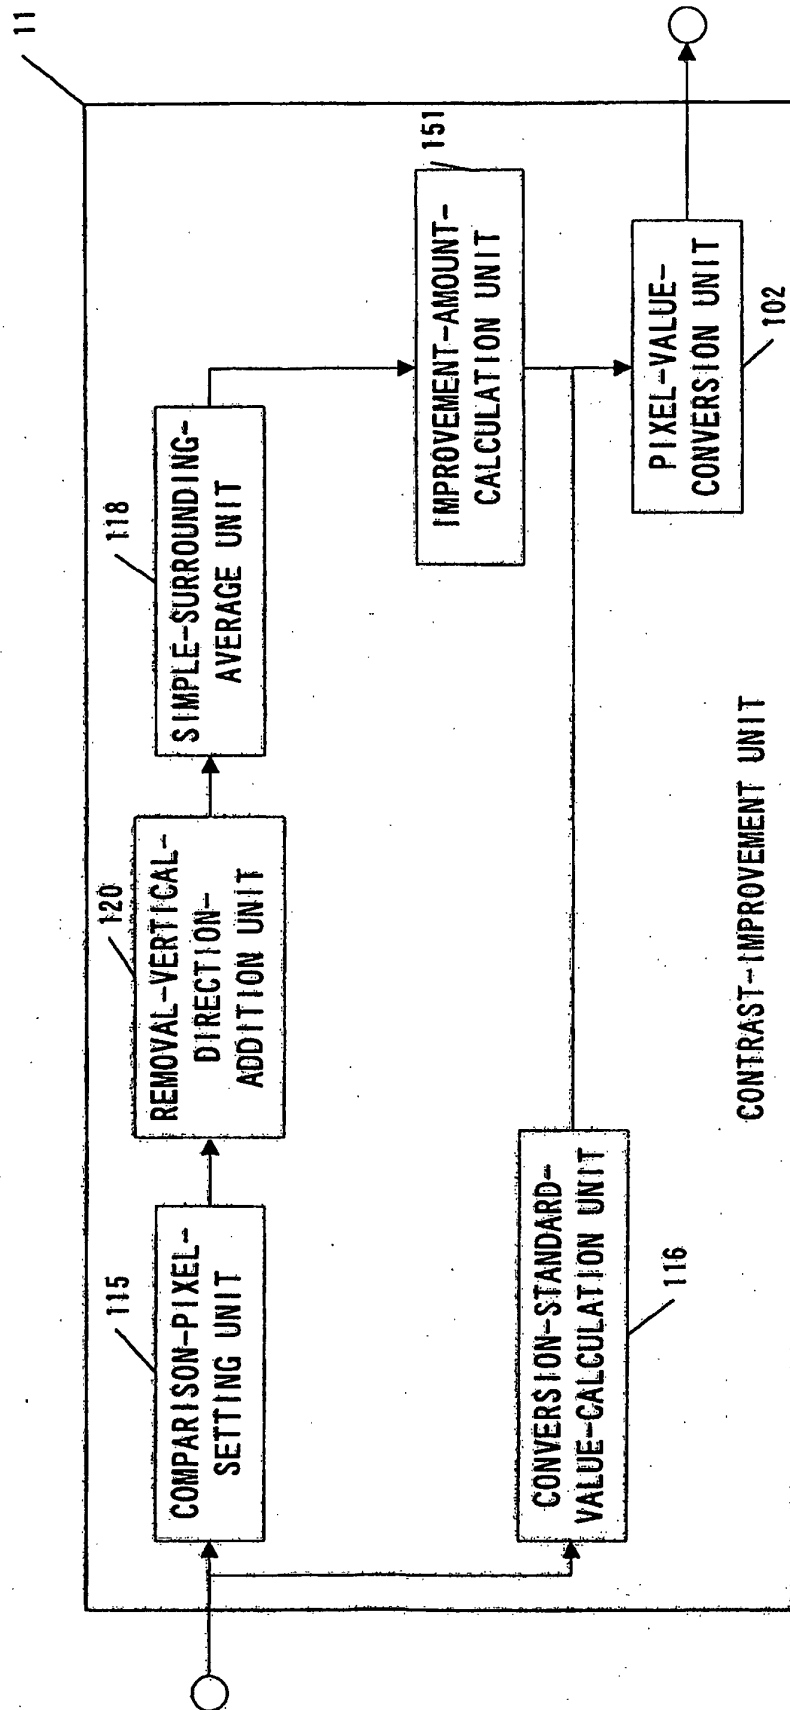 11
115
COMPARISON-PIXEL-
SETTING UNIT
120
REMOVAL-VERTICAL-
DIRECTION-
ADDITION UNIT
118
SIMPLE-SURROUNDING-
AVERAGE UNIT
151
IMPROVEMENT-AMOUNT-
CALCULATION UNIT
CONVERSION-STANDARD-
VALUE-CALCULATION UNIT
116
PIXEL-VALUE-
CONVERSION UNIT
102
CONTRAST-IMPROVEMENT UNIT